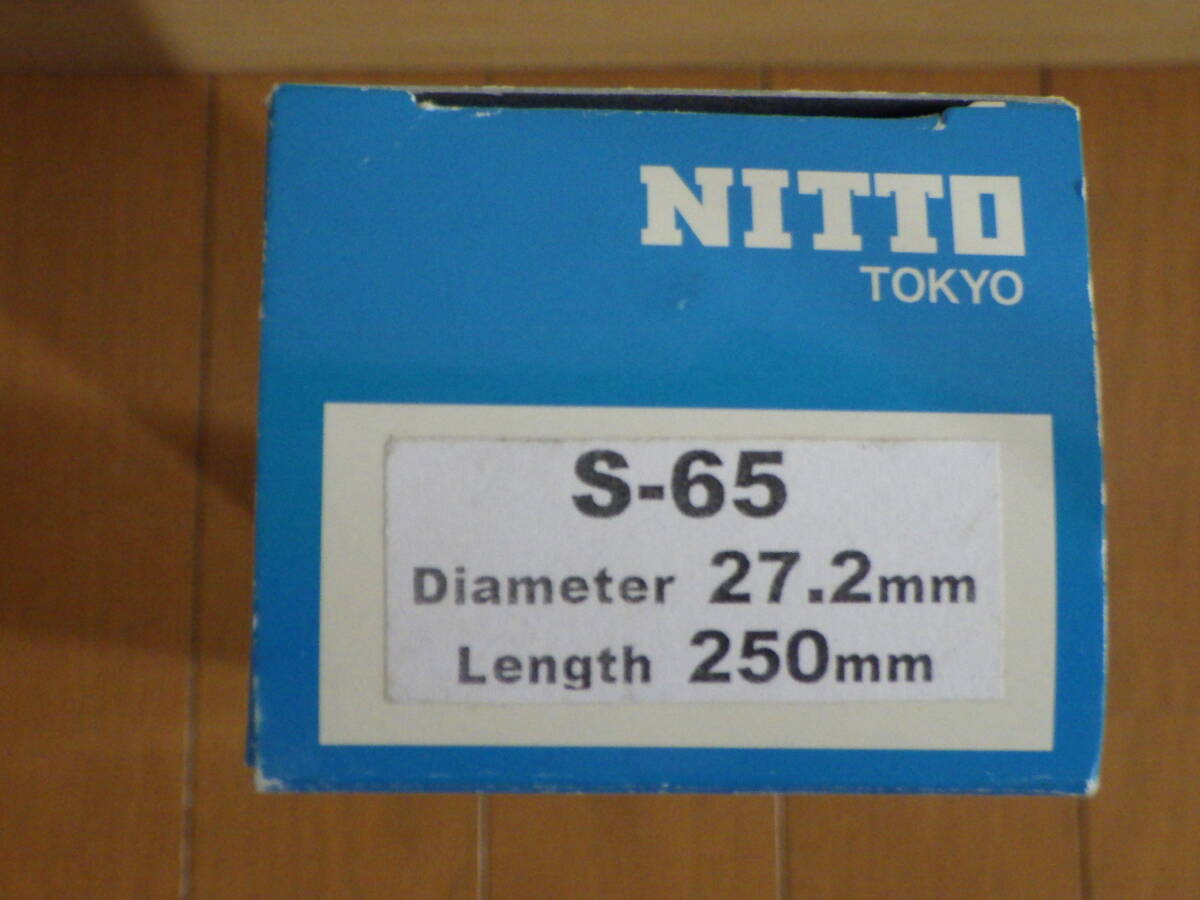 NITTO
TOKYO
S-65
Diameter 27.2mm
Length 250mm